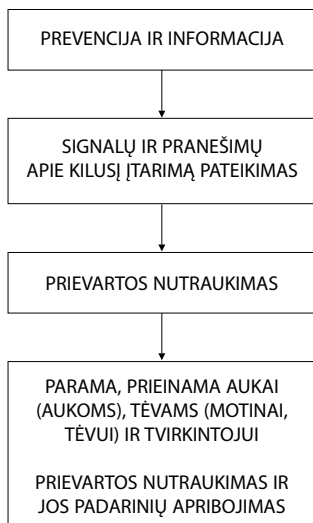 PREVENCIJA IR INFORMACIJA
SIGNALŲ IR PRANEŠIMŲ
APIE KILUSĮ ĮTARIMĄ PATEIKIMAS
PRIEVARTOS NUTRAUKIMAS
PARAMA, PRIEINAMA AUKAI
(AUKOMS), TĖVAMS (MOTINAI,
TĖVUI) IR TVIRKINTOJUI
PRIEVARTOS NUTRAUKIMAS IR
JOS PADARINIŲ APRIBOJIMAS